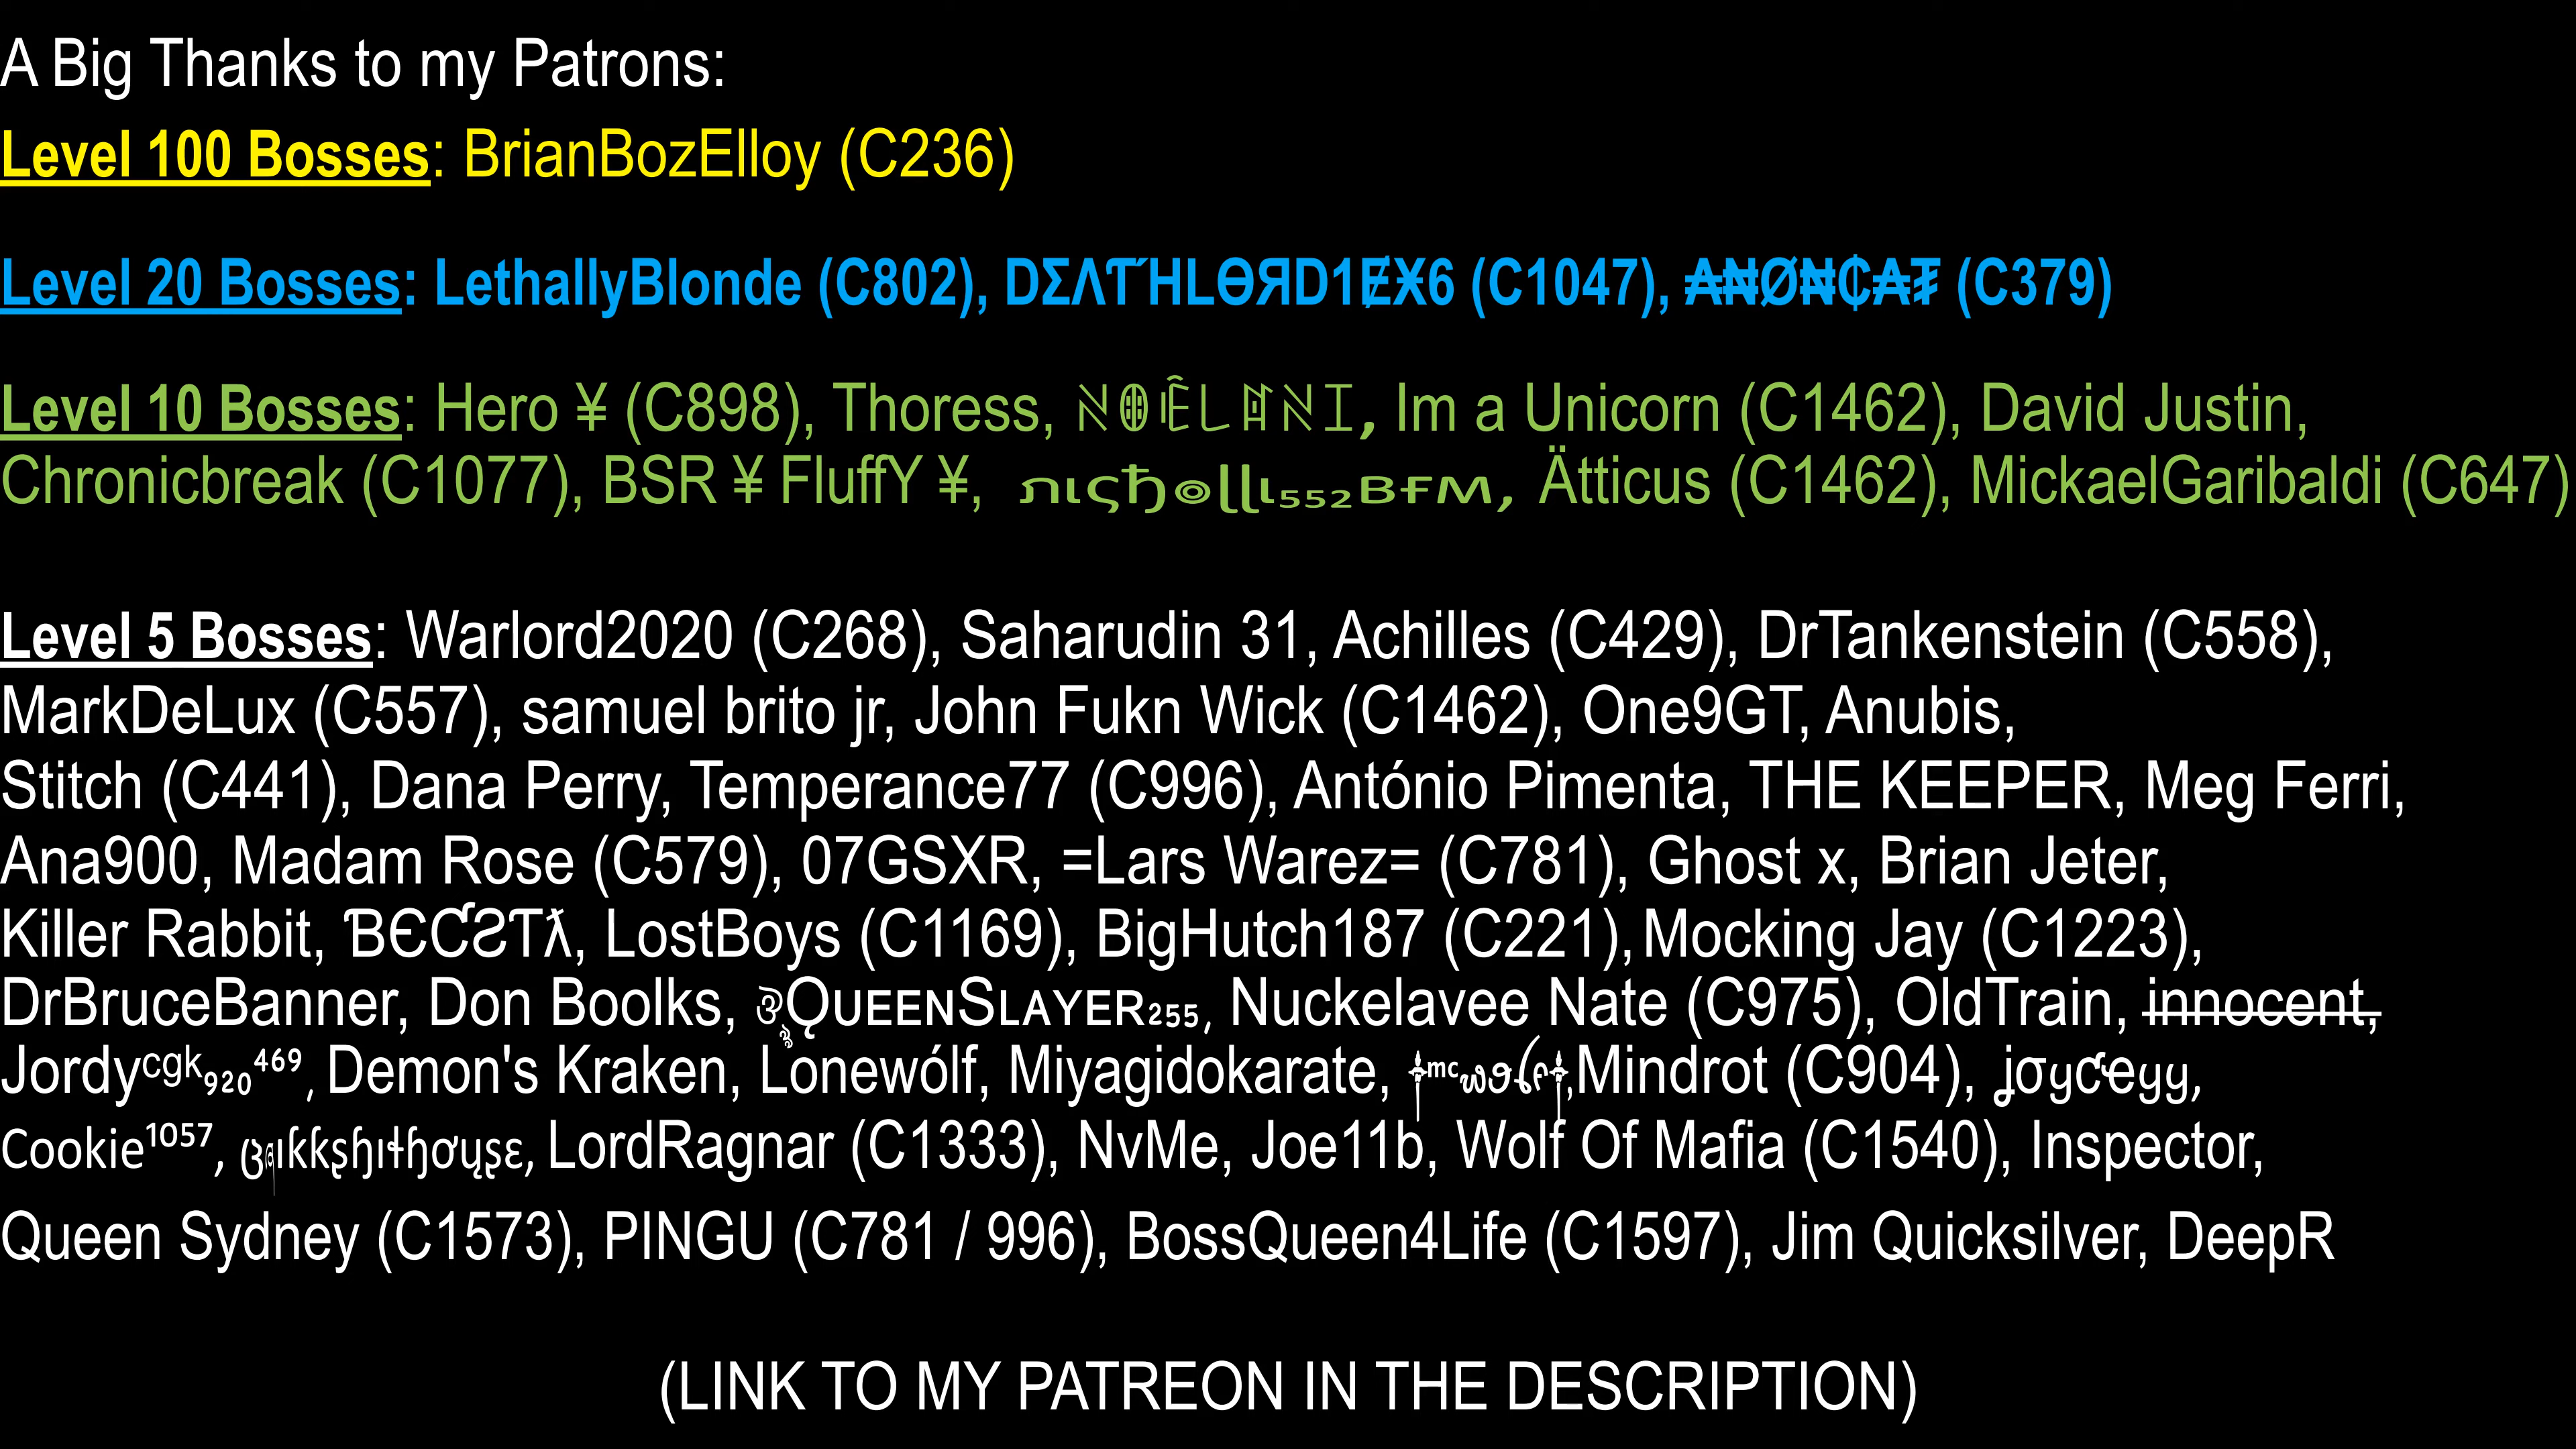 A Big Thanks to my Patrons:
Level 100 Bosses: BrianBozElloy (C236)
Level 20 Bosses: LethallyBlonde (C802), DΣΛƬΉLӨЯD1ɆӾ6 (C1047), ₳₦Ø₦₵₳₮ (C379)
Level 10 Bosses: Hero ¥ (C898), Thoress, Im a Unicorn (C1462), David Justin,
Chronicbreak (C1077), BSR ¥ FluffY ¥, Ätticus (C1462), MickaelGaribaldi (C647)
Level 5 Bosses: Warlord2020 (C268), Saharudin 31, Achilles (C429), DrTankenstein (C558),
MarkDeLux (C557), samuel brito jr, John Fukn Wick (C1462), One9GT, Anubis,
Stitch (C441), Dana Perry, Temperance77 (C996), António Pimenta, THE KEEPER, Meg Ferri,
Ana900, Madam Rose (C579), 07GSXR, =Lars Warez= (C781), Ghost x, Brian Jeter,
Killer Rabbit, ƁЄƇƧƬƛ, LostBoys (C1169), BigHutch187 (C221), Mocking Jay (C1223),
DrBruceBanner, Don Boolks, QᴜᴇᴇɴSʟᴀʏᴇʀ₂₅₅, Nuckelavee Nate (C975), OldTrain, innocent,
Jordyᶜᵍᵏ₉₂₀⁴⁶⁹, Demon's Kraken, Lonewólf, Miyagidokarate, Mindrot (C904), ʝσყƈҽყყ,
Cookie¹⁰⁵⁷, LordRagnar (C1333), NvMe, Joe11b, Wolf Of Mafia (C1540), Inspector,
Queen Sydney (C1573), PINGU (C781 / 996), BossQueen4Life (C1597), Jim Quicksilver, DeepR
(LINK TO MY PATREON IN THE DESCRIPTION)